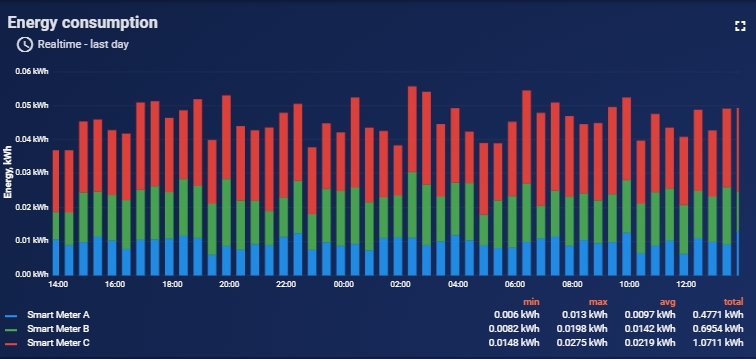 Energy consumption
Realtime - last day
Energy, kWh
0.06 kWh
0.05 kWh
0.04 kWh
0.03 kWh
0.02 kWh
0.01 kWh
0.00 kWh
14:00 16:00 18:00 20:00 22:00 00:00 02:00 04:00 06:00 08:00 10:00 12:00
min max avg total
Smart Meter A 0.006 kWh 0.013 kWh 0.0097 kWh 0.4771 kWh
Smart Meter B 0.0082 kWh 0.0198 kWh 0.0142 kWh 0.6954 kWh
Smart Meter C 0.0148 kWh 0.0275 kWh 0.0219 kWh 1.0711 kWh